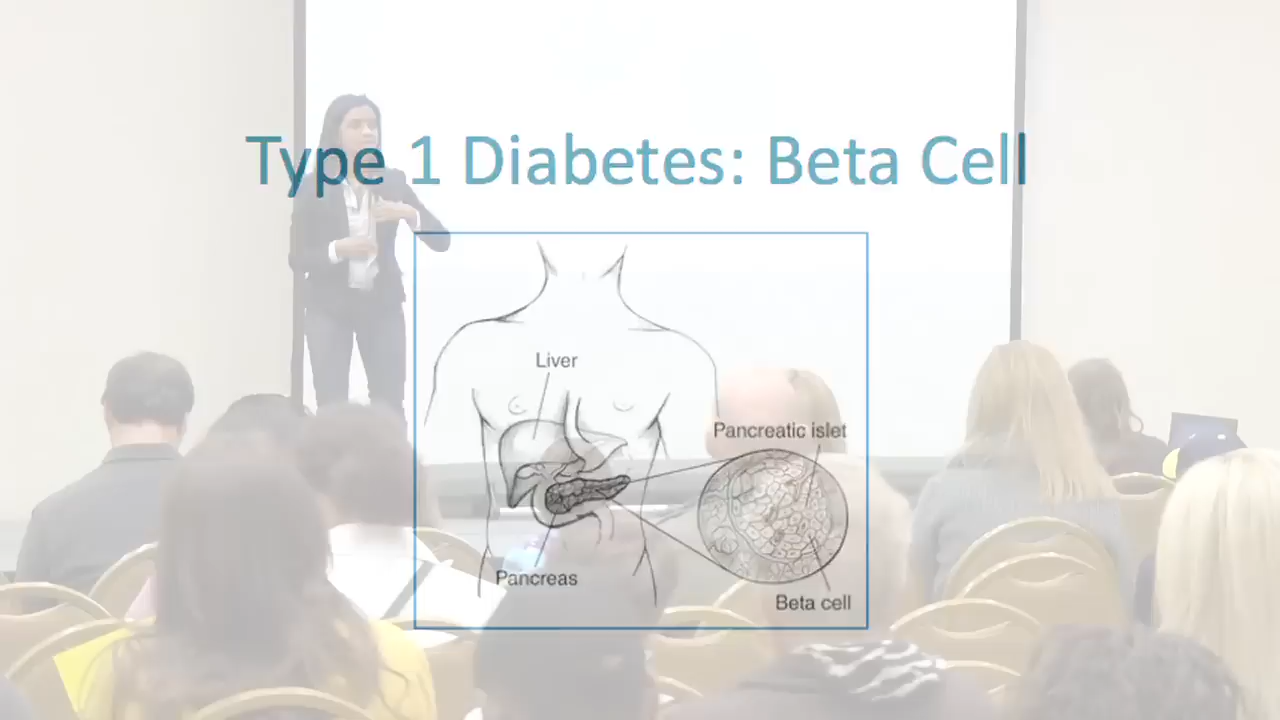 Type 1 Diabetes: Beta Cell
Liver
Pancreatic islet
Pancreas
Beta cell